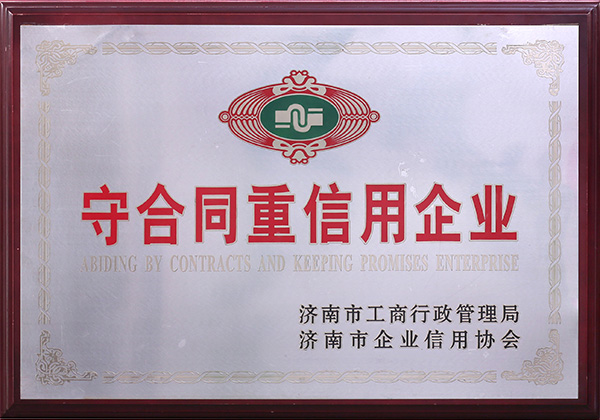 守合同重信用企业
ABIDING BY CONTRACTS AND KEEPING PROMISES ENTERPRISE
济南市工商行政管理局
济南市企业信用协会